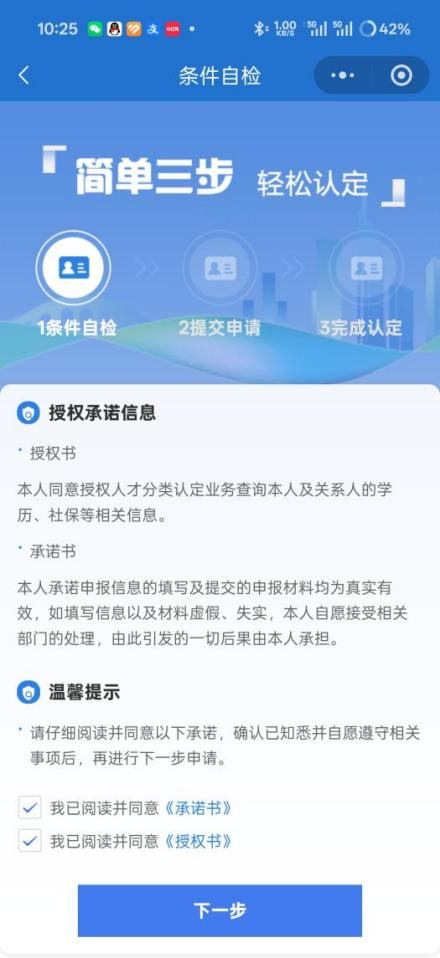 10:25
1.00 KB/S 5G 5G 42%
条件自检
简单三步 轻松认定
1条件自检 2提交申请 3完成认定
授权承诺信息
授权书
本人同意授权人才分类认定业务查询本人及关系人的学
历、社保等相关信息。
承诺书
本人承诺申报信息的填写及提交的申报材料均为真实有
效，如填写信息以及材料虚假、失实，本人自愿接受相关
部门的处理，由此引发的一切后果由本人承担。
温馨提示
请仔细阅读并同意以下承诺，确认已知悉并自愿遵守相关
事项后，再进行下一步申请。
我已阅读并同意《承诺书》
我已阅读并同意《授权书》
下一步